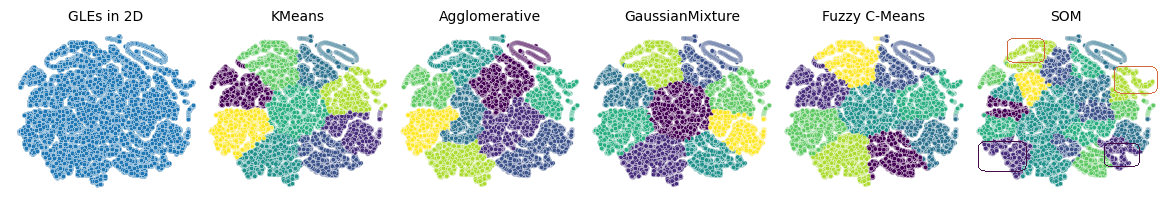 GLEs in 2D
KMeans
Agglomerative
GaussianMixture
Fuzzy C-Means
SOM